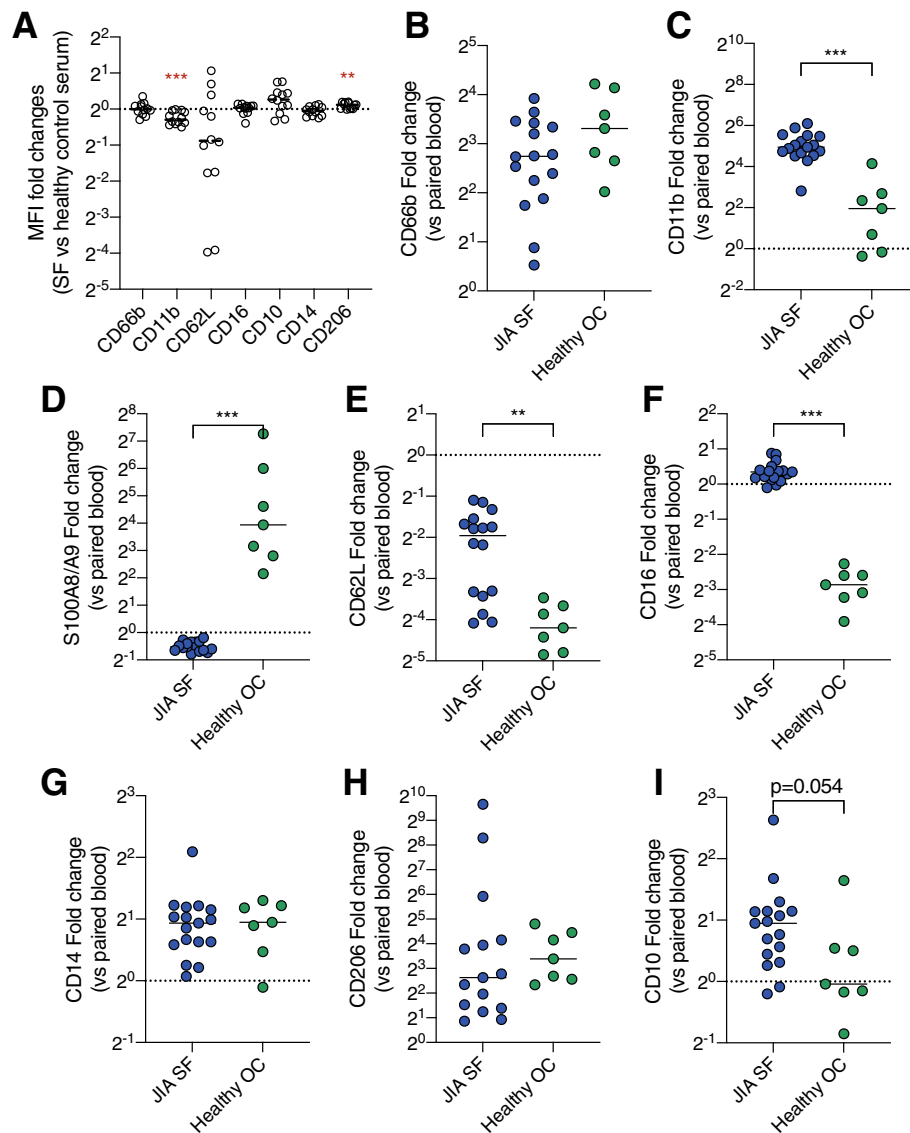 A
MFI fold changes
(SF vs healthy control serum)
2^2
2^1
2^0
2^-1
2^-2
2^-3
2^-4
2^-5
***
**
CD66b
CD11b
CD62L
CD16
CD10
CD14
CD206
B
CD66b Fold change
(vs paired blood)
2^5
2^4
2^3
2^2
2^1
2^0
JIA SF
Healthy OC
C
CD11b Fold change
(vs paired blood)
2^10
2^8
2^6
2^4
2^2
2^0
2^-2
***
JIA SF
Healthy OC
D
S100A8/A9 Fold change
(vs paired blood)
2^8
2^7
2^6
2^5
2^4
2^3
2^2
2^1
2^0
2^-1
***
JIA SF
Healthy OC
E
CD62L Fold change
(vs paired blood)
2^1
2^0
2^-1
2^-2
2^-3
2^-4
2^-5
**
JIA SF
Healthy OC
F
CD16 Fold change
(vs paired blood)
2^2
2^1
2^0
2^-1
2^-2
2^-3
2^-4
2^-5
***
JIA SF
Healthy OC
G
CD14 Fold change
(vs paired blood)
2^3
2^2
2^1
2^0
2^-1
JIA SF
Healthy OC
H
CD206 Fold change
(vs paired blood)
2^10
2^9
2^8
2^7
2^6
2^5
2^4
2^3
2^2
2^1
2^0
JIA SF
Healthy OC
I
CD10 Fold change
(vs paired blood)
2^3
2^2
2^1
2^0
2^-1
p=0.054
JIA SF
Healthy OC